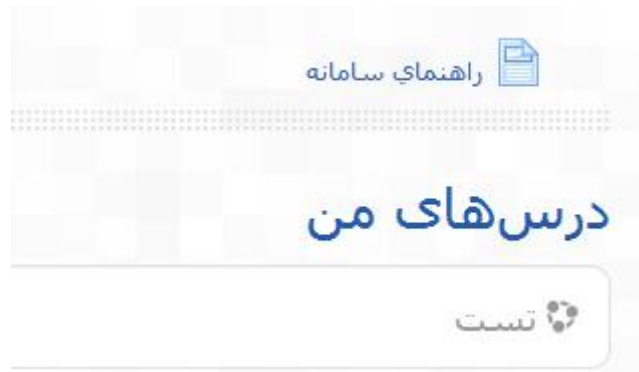 راهنماي سامانه
درس‌های من
تست